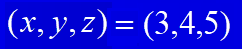 (x, y, z) = (3,4,5)